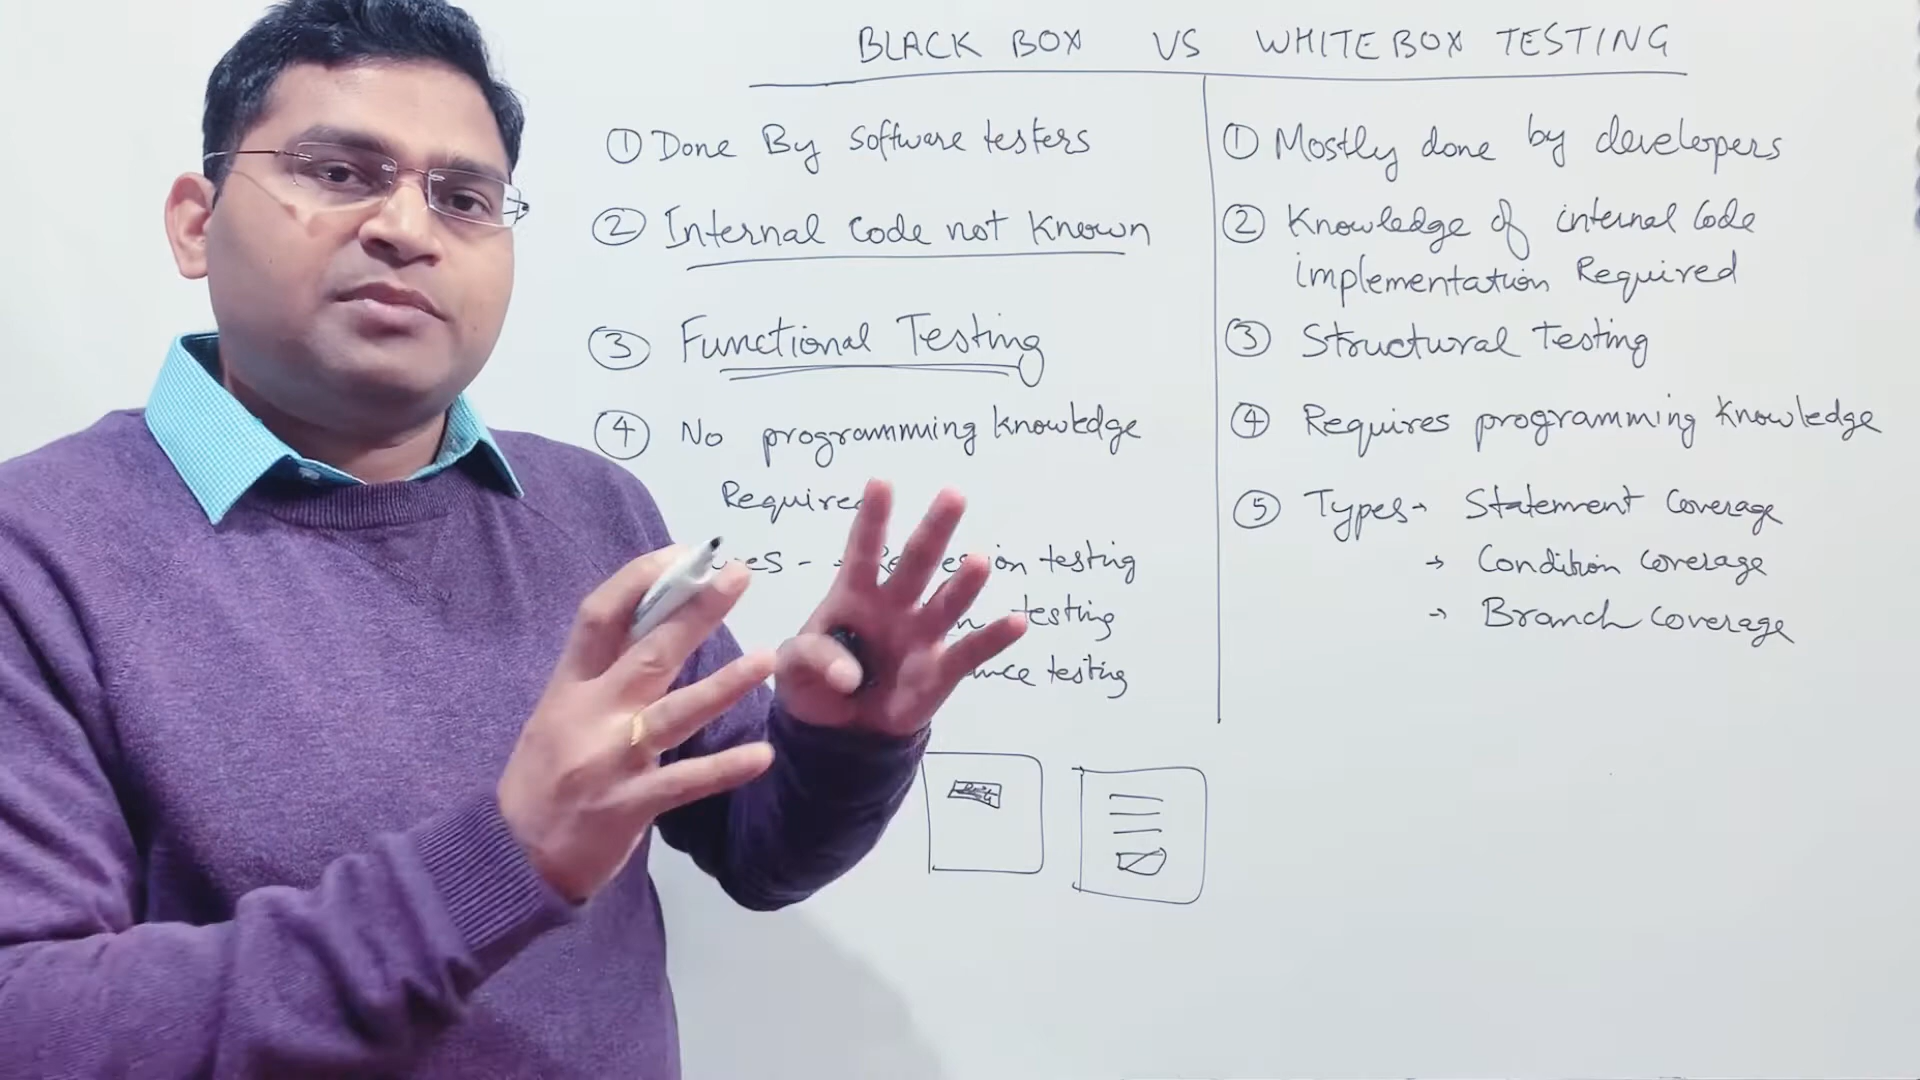 BLACK BOX VS WHITE BOX TESTING
① Done By Software testers
② Internal Code not Known
③ Functional Testing
④ No programming Knowledge
Required
testing
testing
testing
① Mostly done by developers
② Knowledge of internal Code
implementation Required
③ Structural Testing
④ Requires programming Knowledge
⑤ Types → Statement Coverage
→ Condition Coverage
→ Branch Coverage